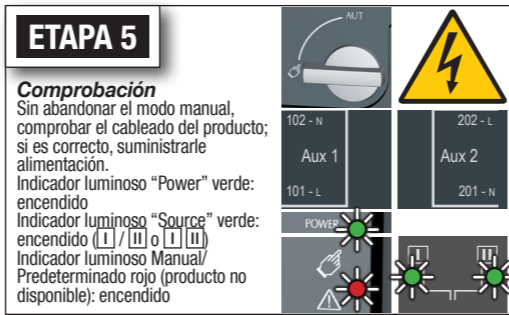 ETAPA 5
Comprobación
Sin abandonar el modo manual,
comprobar el cableado del producto;
si es correcto, suministrarle
alimentación.
Indicador luminoso “Power” verde:
encendido
Indicador luminoso “Source” verde:
encendido (I / II o I II)
Indicador luminoso Manual/
Predeterminado rojo (producto no
disponible): encendido
AUT
102 - N
Aux 1
101 - L
202 - L
Aux 2
201 - N
POWER
I II